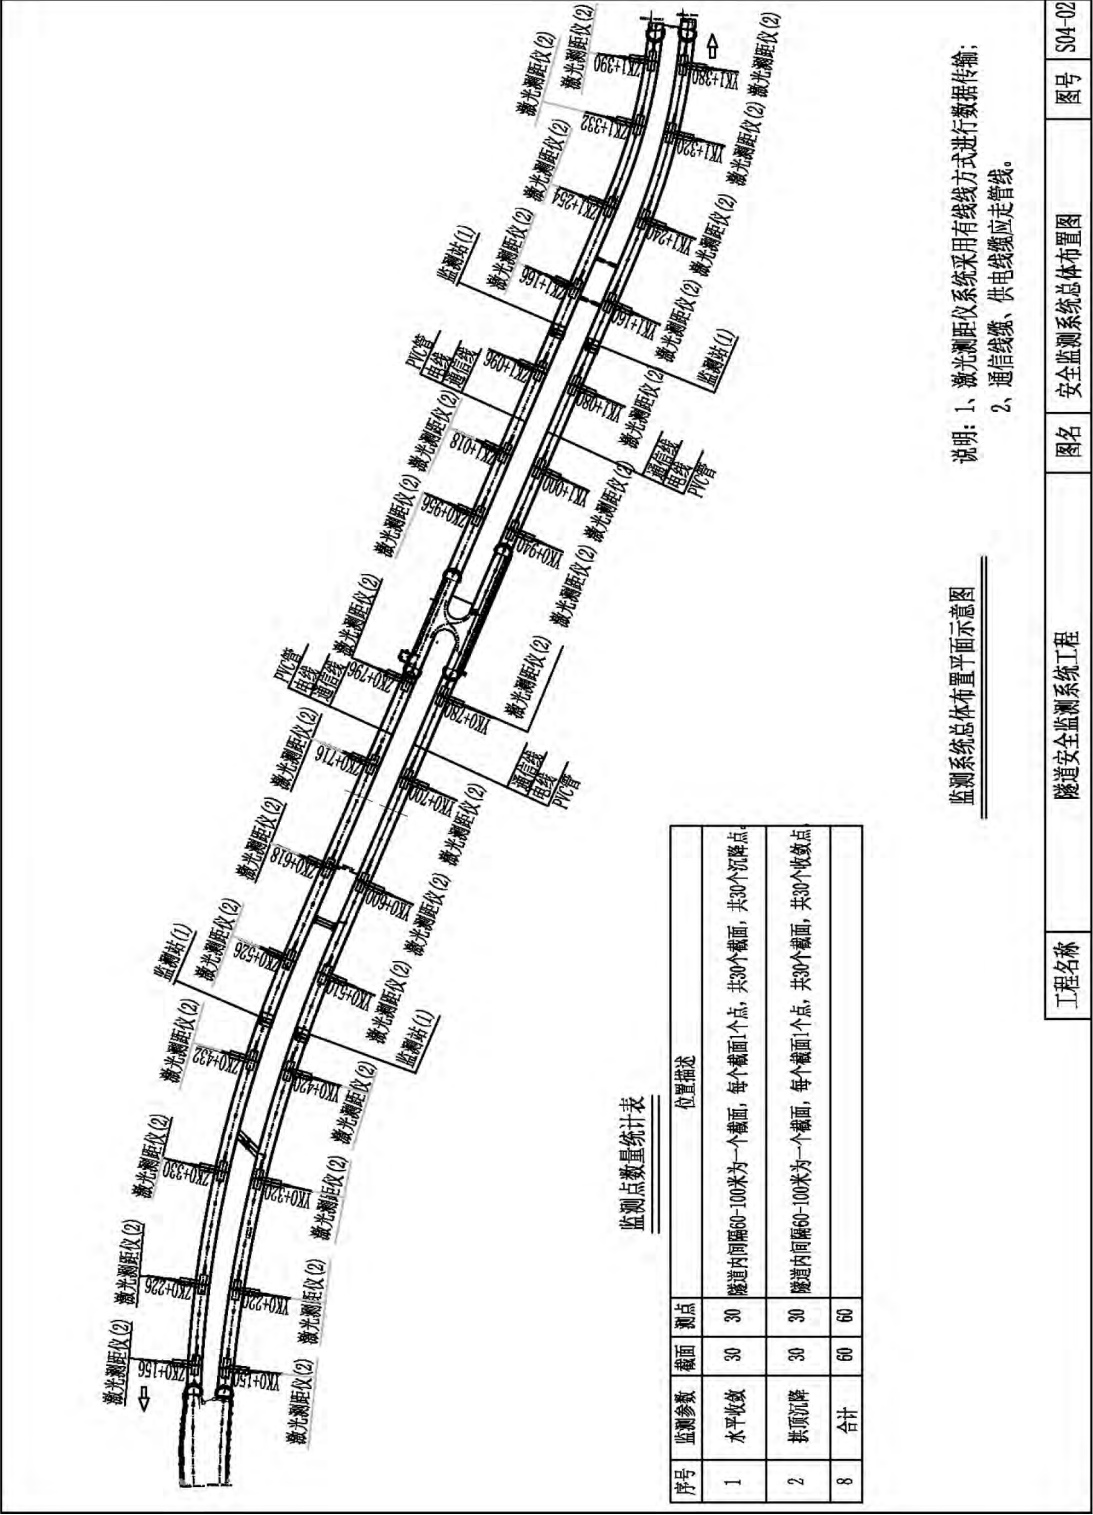 激光测距仪(2)
ZK0+156
激光测距仪(2)
ZK0+226
激光测距仪(2)
ZK0+330
激光测距仪(2)
ZK0+432
监测站(1)
激光测距仪(2)
ZK0+526
激光测距仪(2)
ZK0+618
激光测距仪(2)
ZK0+716
PVC管
电线
通信线
激光测距仪(2)
ZK0+796
激光测距仪(2)
ZK0+956
激光测距仪(2)
ZK1+018
PVC管
电线
通信线
ZK1+096
监测站(1)
激光测距仪(2)
ZK1+166
激光测距仪(2)
ZK1+254
激光测距仪(2)
ZK1+332
激光测距仪(2)
ZK1+390
YK0+150
激光测距仪(2)
YK0+220
激光测距仪(2)
YK0+320
激光测距仪(2)
YK0+420
激光测距仪(2)
监测站(1)
YK0+510
激光测距仪(2)
YK0+600
激光测距仪(2)
YK0+700
激光测距仪(2)
通信线
电线
PVC管
YK0+780
激光测距仪(2)
YK0+940
激光测距仪(2)
YK1+000
激光测距仪(2)
通信线
电线
PVC管
YK1+080
激光测距仪(2)
监测站(1)
YK1+160
激光测距仪(2)
YK1+240
激光测距仪(2)
YK1+320
激光测距仪(2)
YK1+380
激光测距仪(2)
监测点数量统计表
序号 监测参数 截面 测点 位置描述
1 水平收敛 30 30 隧道内间隔60-100米为一个截面，每个截面1个点，共30个截面，共30个沉降点。
2 拱顶沉降 30 30 隧道内间隔60-100米为一个截面，每个截面1个点，共30个截面，共30个收敛点。
8 合计 60 60
监测系统总体布置平面示意图
说明：1、激光测距仪系统采用有线线方式进行数据传输；
2、通信线缆、供电线缆应走管线。
工程名称 隧道安全监测系统工程 图名 安全监测系统总体布置图 图号 S04-02